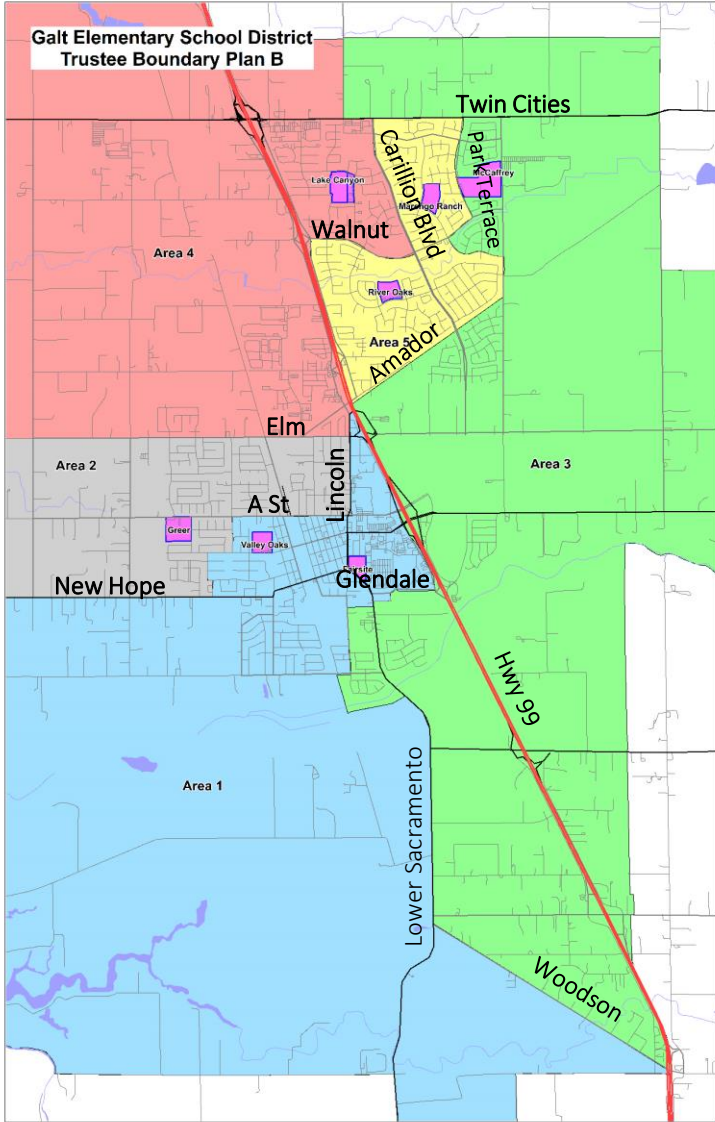 Galt Elementary School District
Trustee Boundary Plan B
Twin Cities
Carillion Blvd
Park Terrace
McCaffrey
Lake Canyon
Marengo Ranch
Walnut
Area 4
River Oaks
Area 5
Amador
Elm
Lincoln
Area 2
Area 3
A St
Greer
Valley Oaks
Glendale
New Hope
Hwy 99
Area 1
Lower Sacramento
Woodson